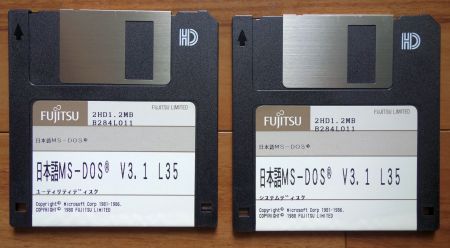 HD
FUJITSU
FUJITSU LIMITED
2HD1.2MB
B284L011
日本語MS-DOS®
日本語MS-DOS® V3.1 L35
ユーティリティディスク
Copyright© Microsoft Corp 1981-1986.
COPYRIGHT© 1988 FUJITSU LIMITED
HD
FUJITSU
FUJITSU LIMITED
2HD1.2MB
B284L011
日本語MS-DOS®
日本語MS-DOS® V3.1 L35
システムディスク
Copyright© Microsoft Corp 1981-1986.
COPYRIGHT© 1988 FUJITSU LIMITED